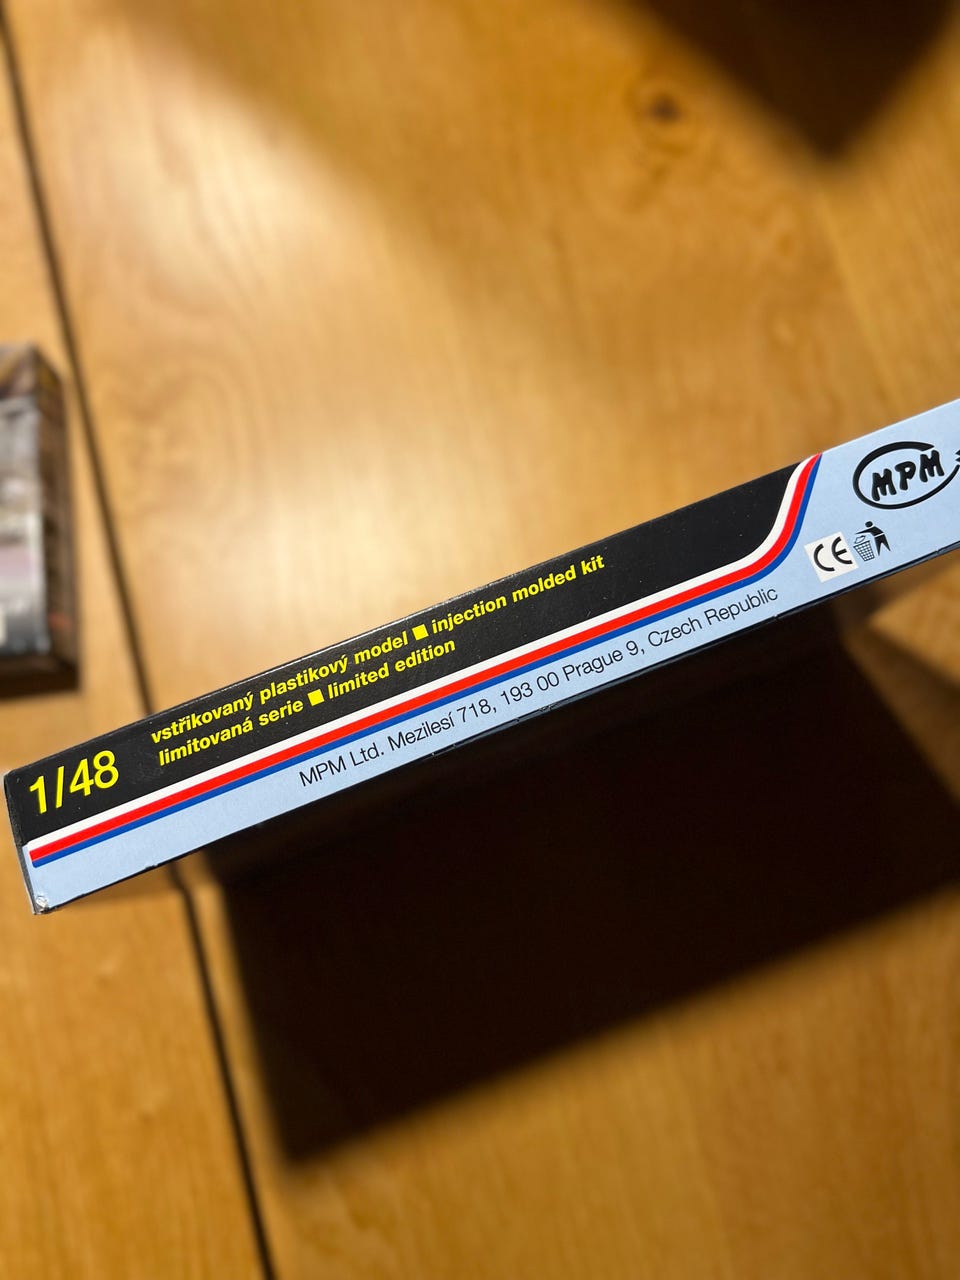 1/48
vstřikovaný plastikový model ■ injection molded kit
limitovaná serie ■ limited edition
MPM Ltd. Mezilesí 718, 193 00 Prague 9, Czech Republic
CE
MPM